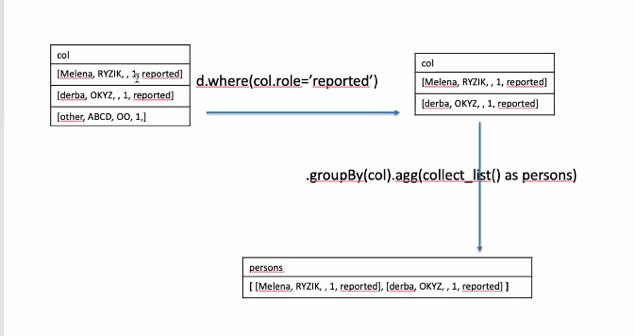 col
[Melena, RYZIK, , 1, reported]
[derba, OKYZ, , 1, reported]
[other, ABCD, OO, 1,]
d.where(col.role='reported')
col
[Melena, RYZIK, , 1, reported]
[derba, OKYZ, , 1, reported]
.groupBy(col).agg(collect_list() as persons)
persons
[ [Melena, RYZIK, , 1, reported], [derba, OKYZ, , 1, reported] ]